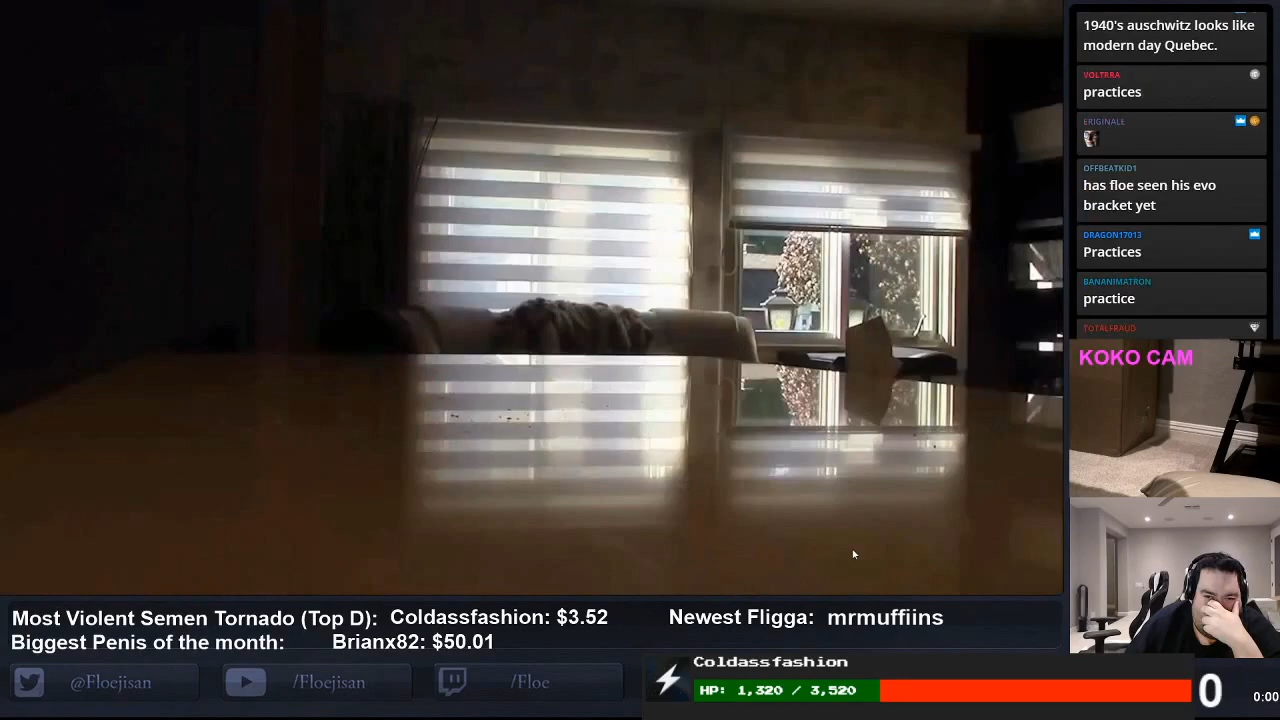 1940's auschwitz looks like
modern day Quebec.
VOLTRRA
practices
ERIGINALE
OFFBEATKID1
has floe seen his evo
bracket yet
DRAGON17013
Practices
BANANIMATRON
practice
TOTALFRAUD
KOKO CAM
Most Violent Semen Tornado (Top D): Coldassfashion: $3.52 Newest Fligga: mrmuffiins
Biggest Penis of the month: Brianx82: $50.01
@Floejisan /Floejisan /Floe
Coldassfashion
HP: 1,320 / 3,520
0
0:00